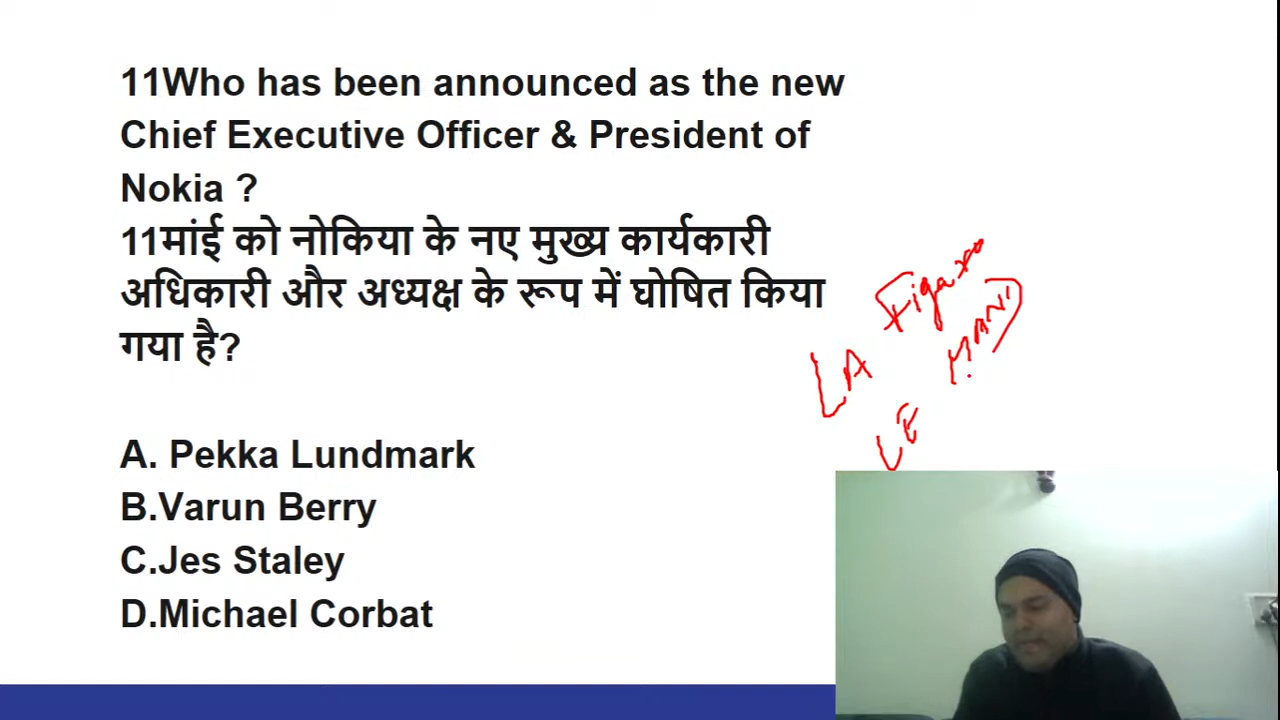 11Who has been announced as the new
Chief Executive Officer & President of
Nokia ?
11मांई को नोकिया के नए मुख्य कार्यकारी
अधिकारी और अध्यक्ष के रूप में घोषित किया
गया है?
A. Pekka Lundmark
B.Varun Berry
C.Jes Staley
D.Michael Corbat
LA Figaro
LE